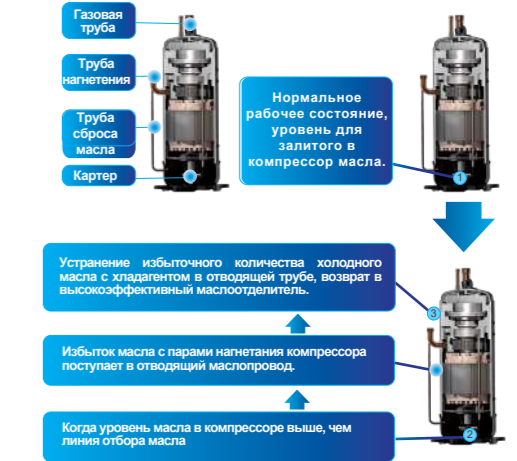 Газовая
труба
Труба
нагнетения
Труба
сброса
масла
Картер
Нормальное
рабочее состояние,
уровень для
залитого в
компрессор масла.
1
Устранение избыточного количества холодного
масла с хладагентом в отводящей трубе, возврат в
высокоэффективный маслоотделитель.
3
Избыток масла с парами нагнетания компрессора
поступает в отводящий маслопровод.
Когда уровень масла в компрессоре выше, чем
линия отбора масла
2